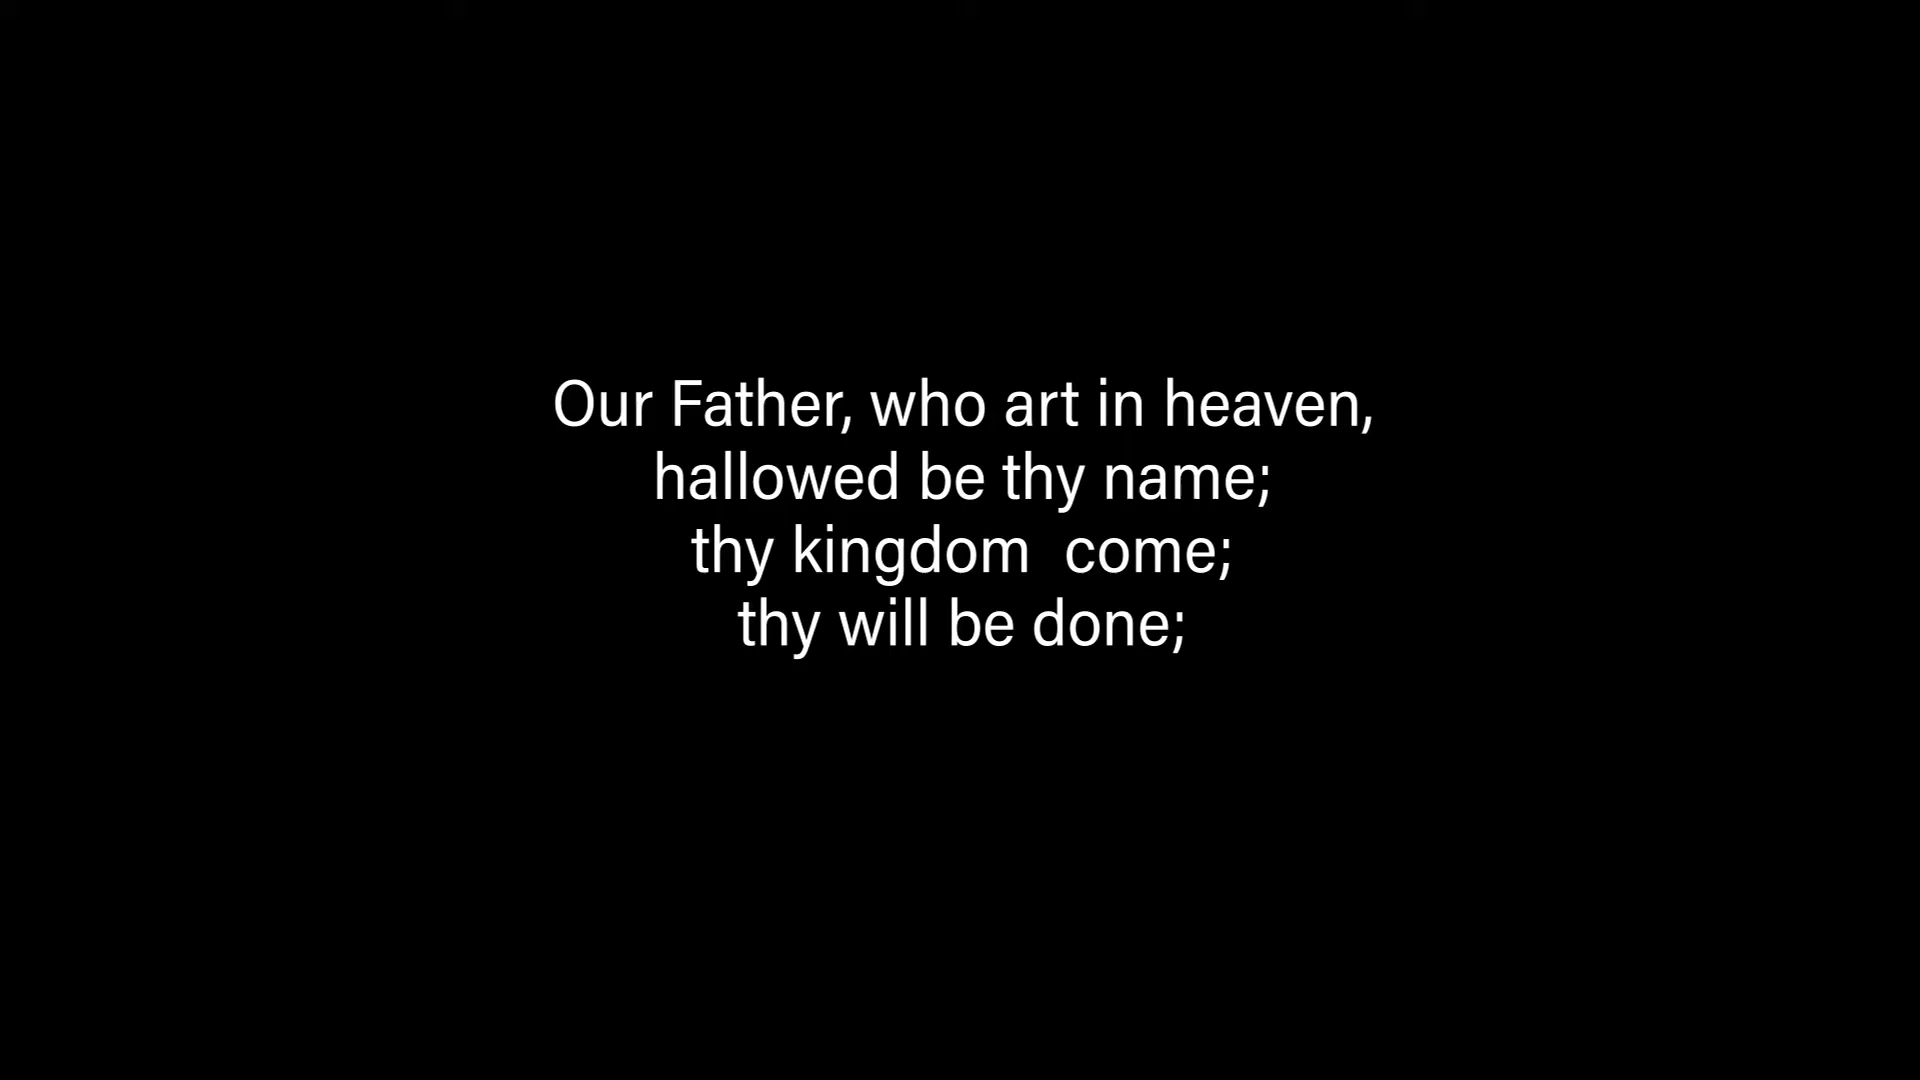 Our Father, who art in heaven,
hallowed be thy name;
thy kingdom  come;
thy will be done;